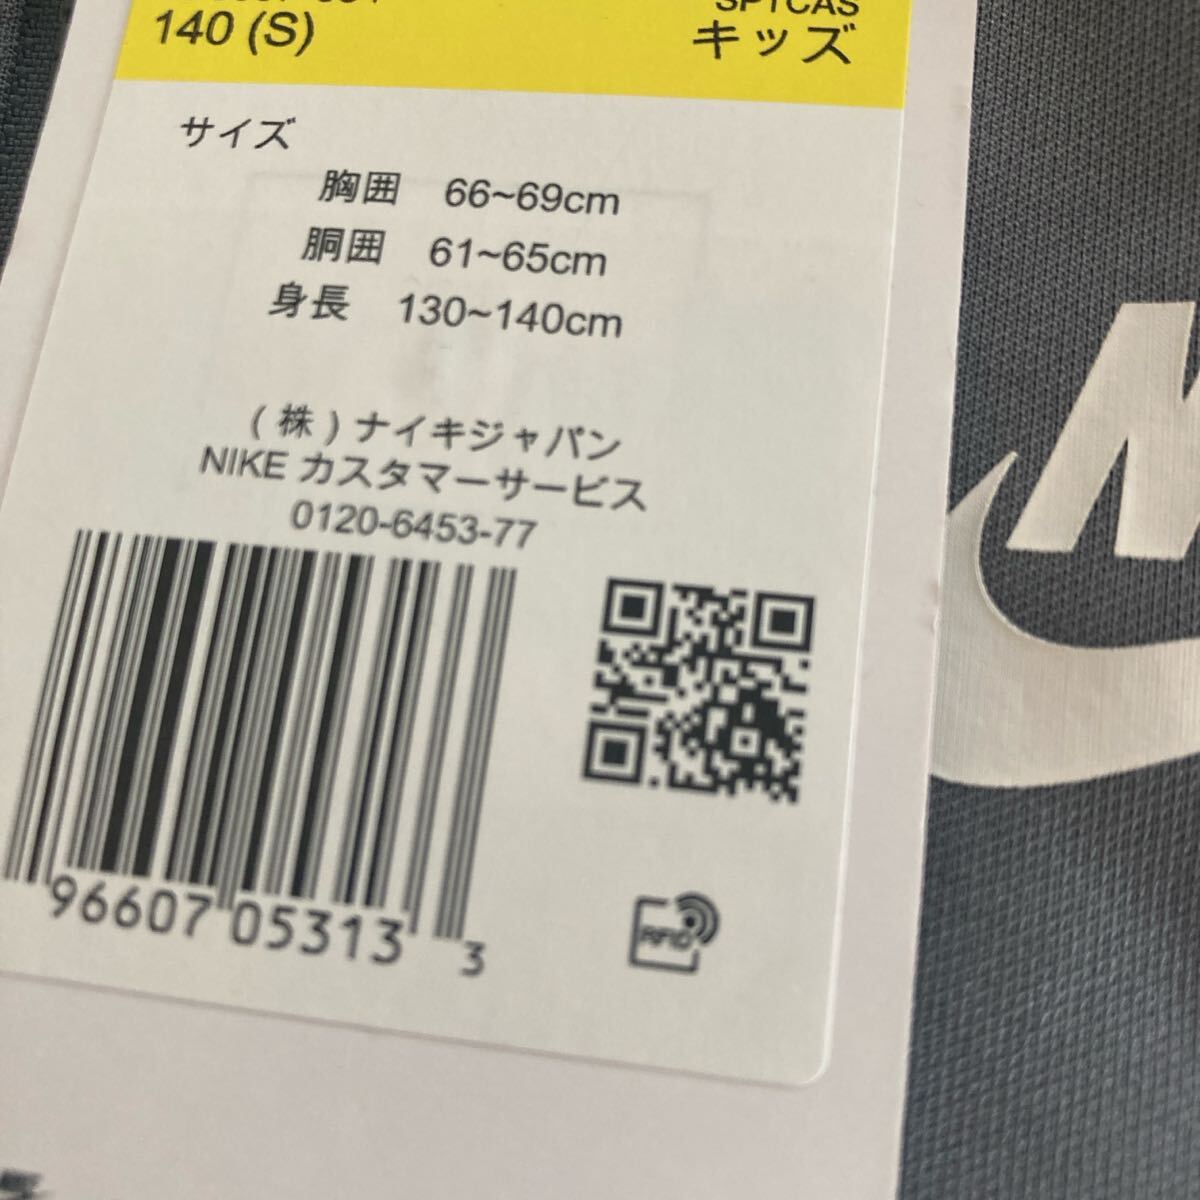 140 (S)
SPTCAS
キッズ
サイズ
胸囲 66~69cm
胴囲 61~65cm
身長 130~140cm
(株)ナイキジャパン
NIKE カスタマーサービス
0120-6453-77
96607 05313 3
RFID